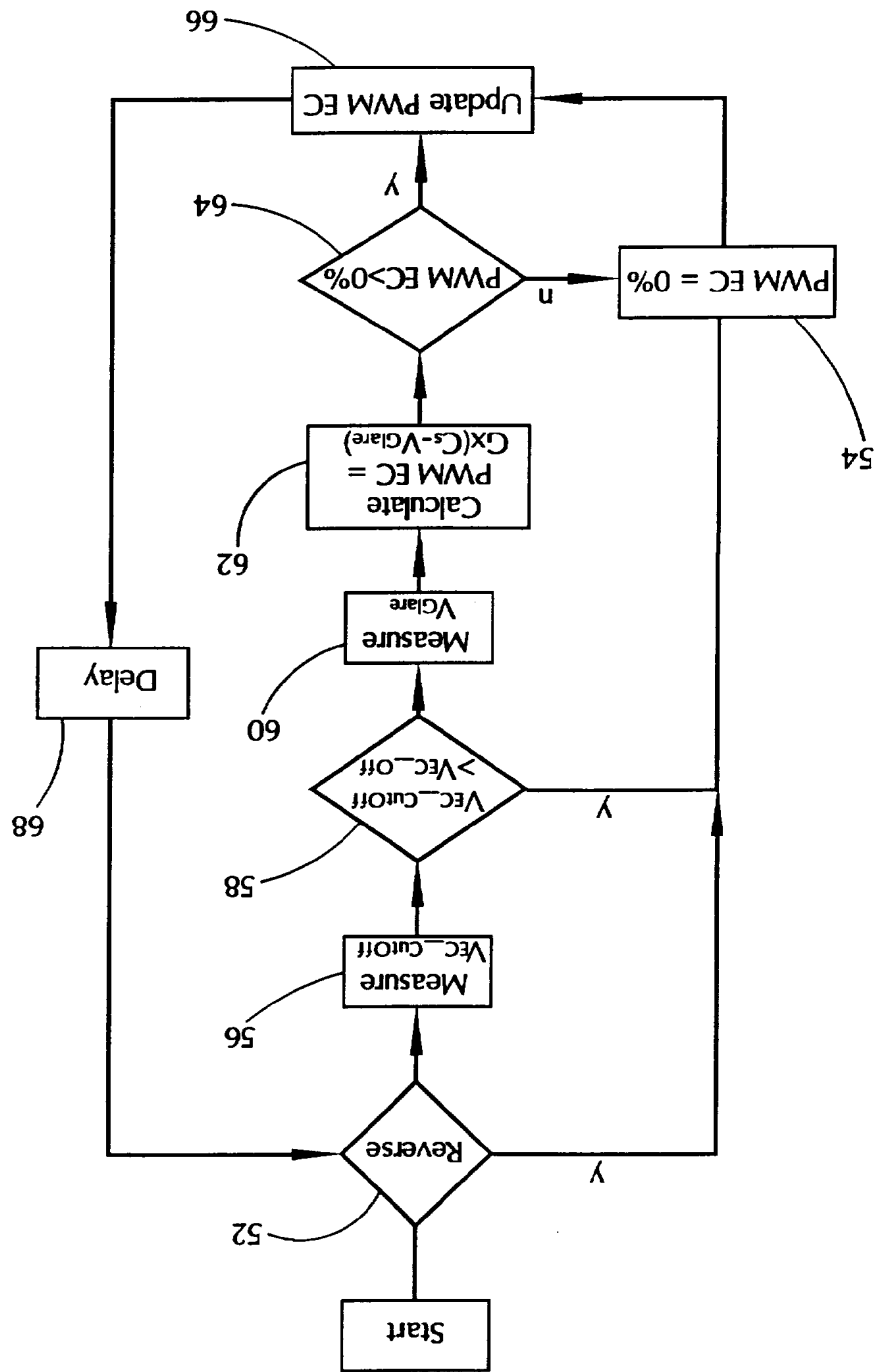 Start
52
Reverse
y
56
Measure
VEC_CutOff
58
VEC_CutOff
>VEC_Off
y
68
Delay
60
Measure
VGlare
62
Calculate
PWM EC =
Gx(Cs-VGlare)
54
PWM EC = 0%
n
PWM EC>0%
64
y
Update PWM EC
66